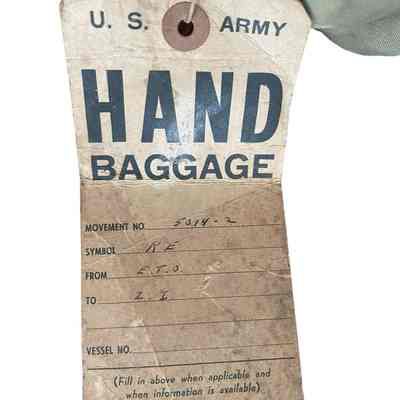 U. S. ARMY
HAND
BAGGAGE
MOVEMENT NO. 5014-2
SYMBOL RE
FROM E.T.O.
TO Z.I.
VESSEL NO.
(Fill in above when applicable and
when information is available)